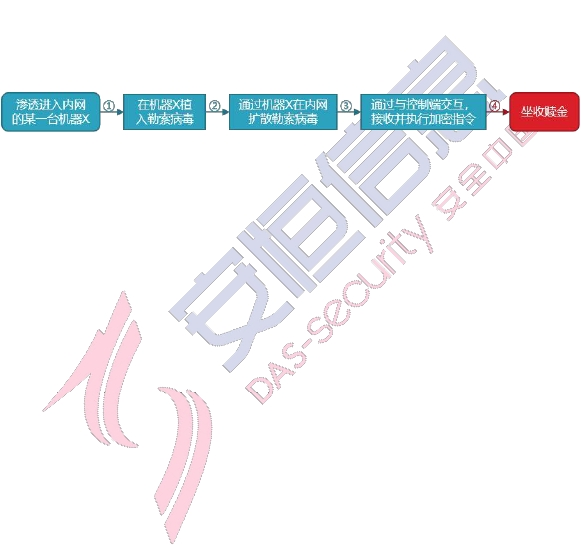 渗透进入内网
的某一台机器X
①
在机器X植
入勒索病毒
②
通过机器X在内网
扩散勒索病毒
③
通过与控制端交互，
接收并执行加密指令
④
坐收赎金
安恒信息
DAS-security 安全中国